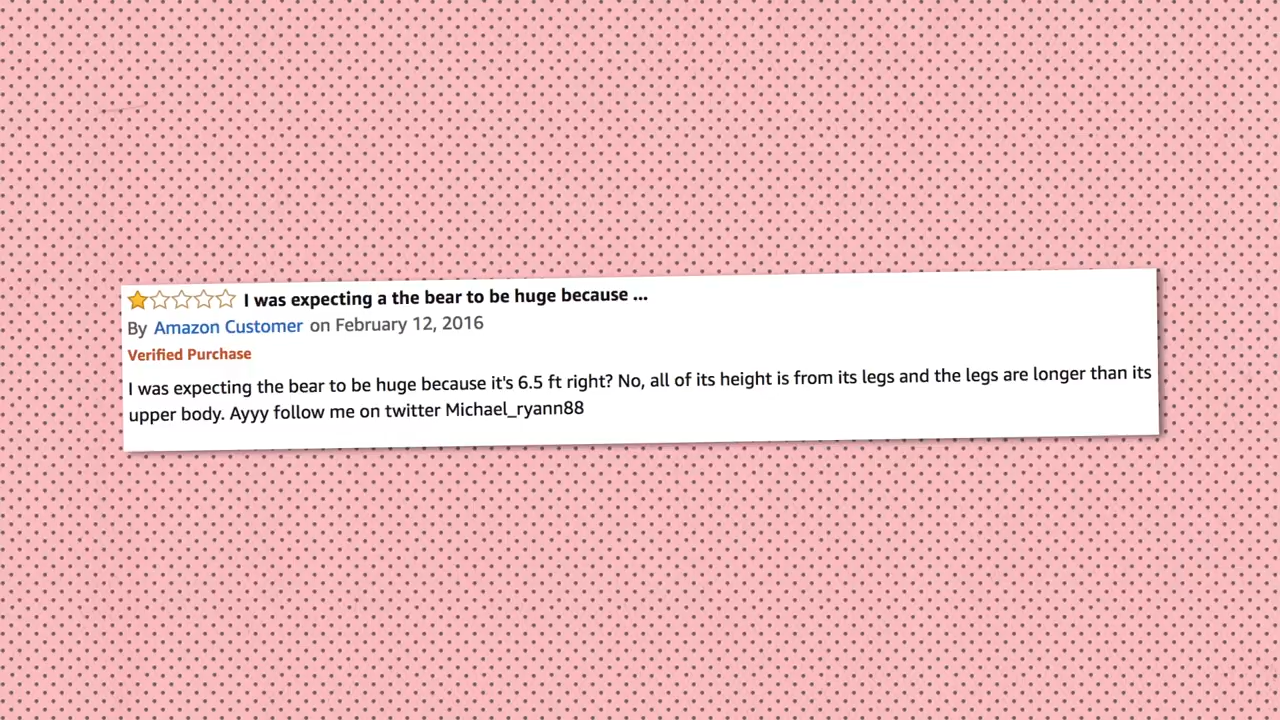 I was expecting a the bear to be huge because ...
By Amazon Customer on February 12, 2016
Verified Purchase
I was expecting the bear to be huge because it's 6.5 ft right? No, all of its height is from its legs and the legs are longer than its
upper body. Ayyy follow me on twitter Michael_ryann88